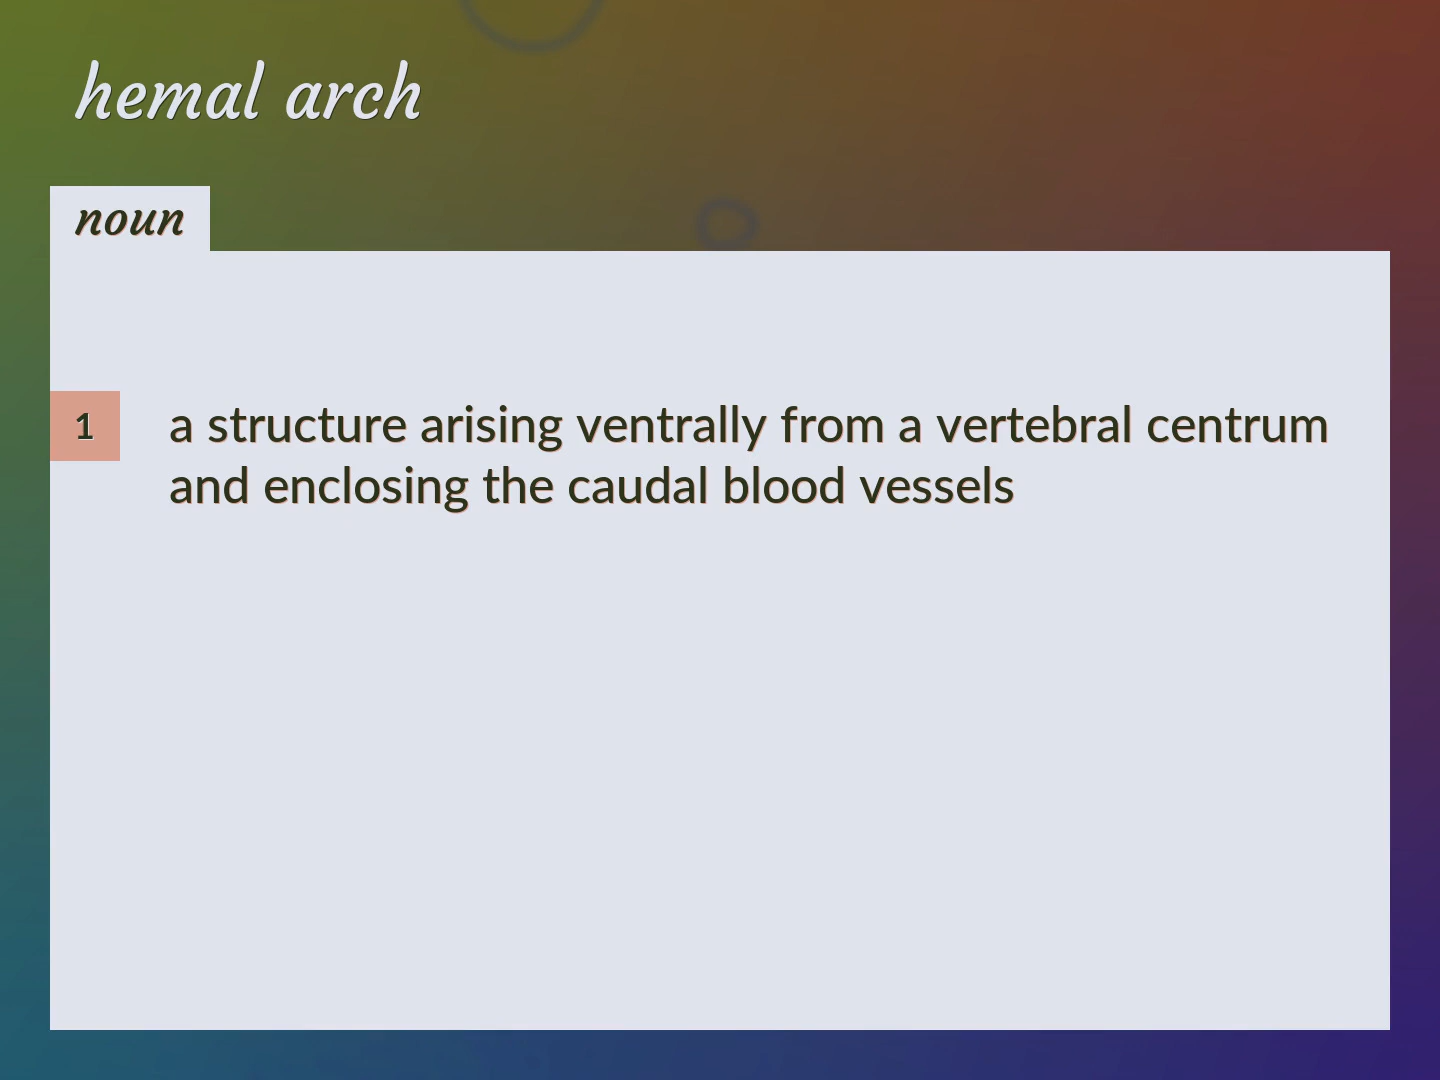 hemal arch
noun
1
a structure arising ventrally from a vertebral centrum
and enclosing the caudal blood vessels